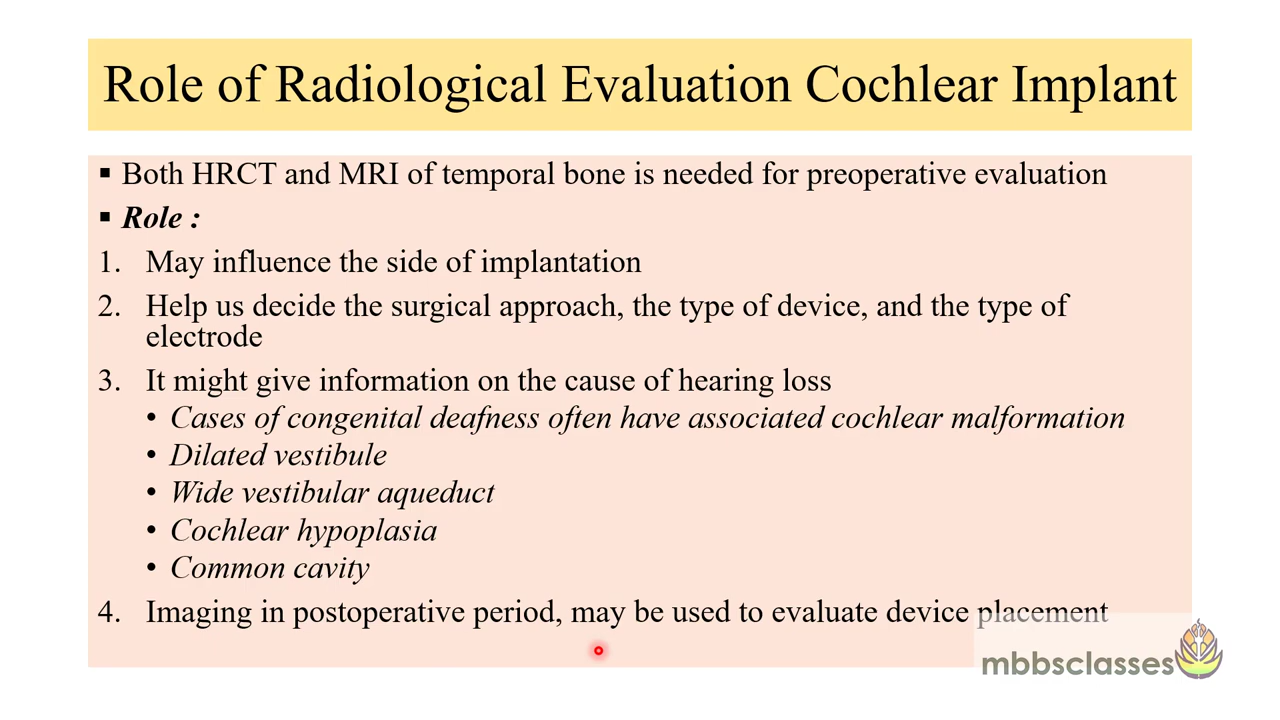 Role of Radiological Evaluation Cochlear Implant
▪ Both HRCT and MRI of temporal bone is needed for preoperative evaluation
▪ Role :
1. May influence the side of implantation
2. Help us decide the surgical approach, the type of device, and the type of
electrode
3. It might give information on the cause of hearing loss
• Cases of congenital deafness often have associated cochlear malformation
• Dilated vestibule
• Wide vestibular aqueduct
• Cochlear hypoplasia
• Common cavity
4. Imaging in postoperative period, may be used to evaluate device placement
mbbsclasses